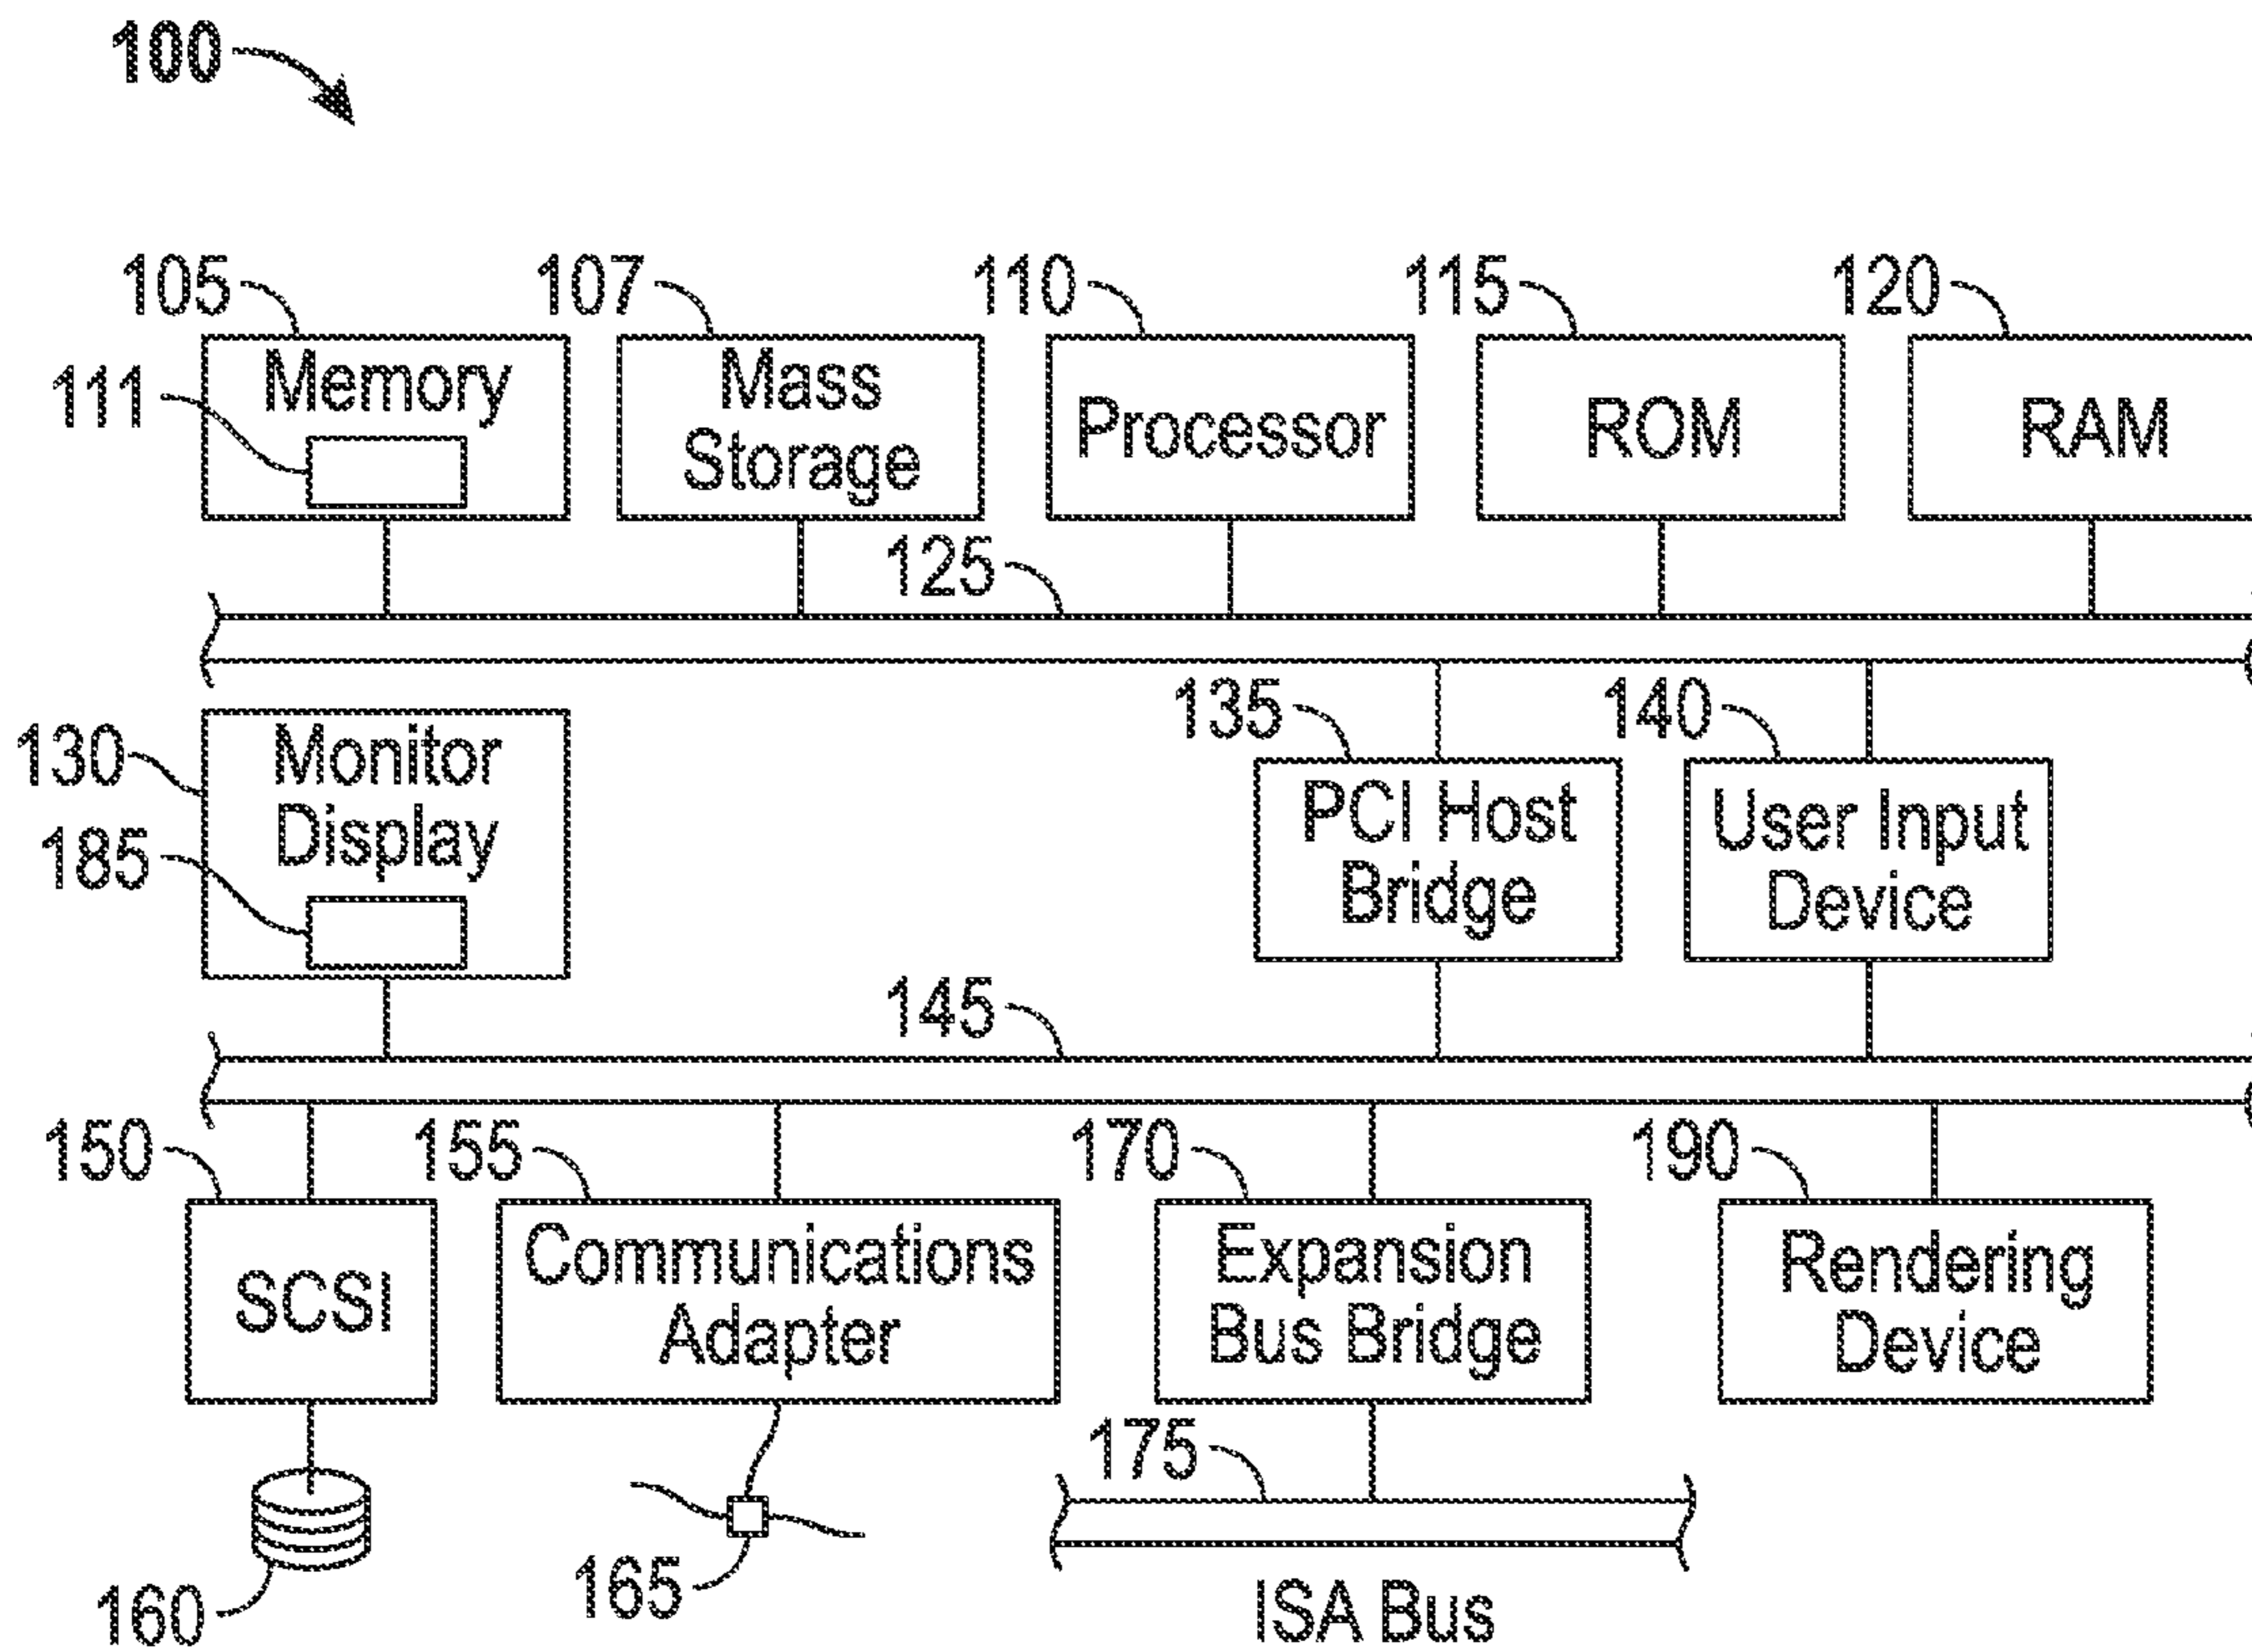 100
105
107
110
115
120
111
Memory
Mass
Storage
Processor
ROM
RAM
125
130
Monitor
Display
185
135
PCI Host
Bridge
140
User Input
Device
145
150
155
170
190
SCSI
Communications
Adapter
Expansion
Bus Bridge
Rendering
Device
160
165
175
ISA Bus